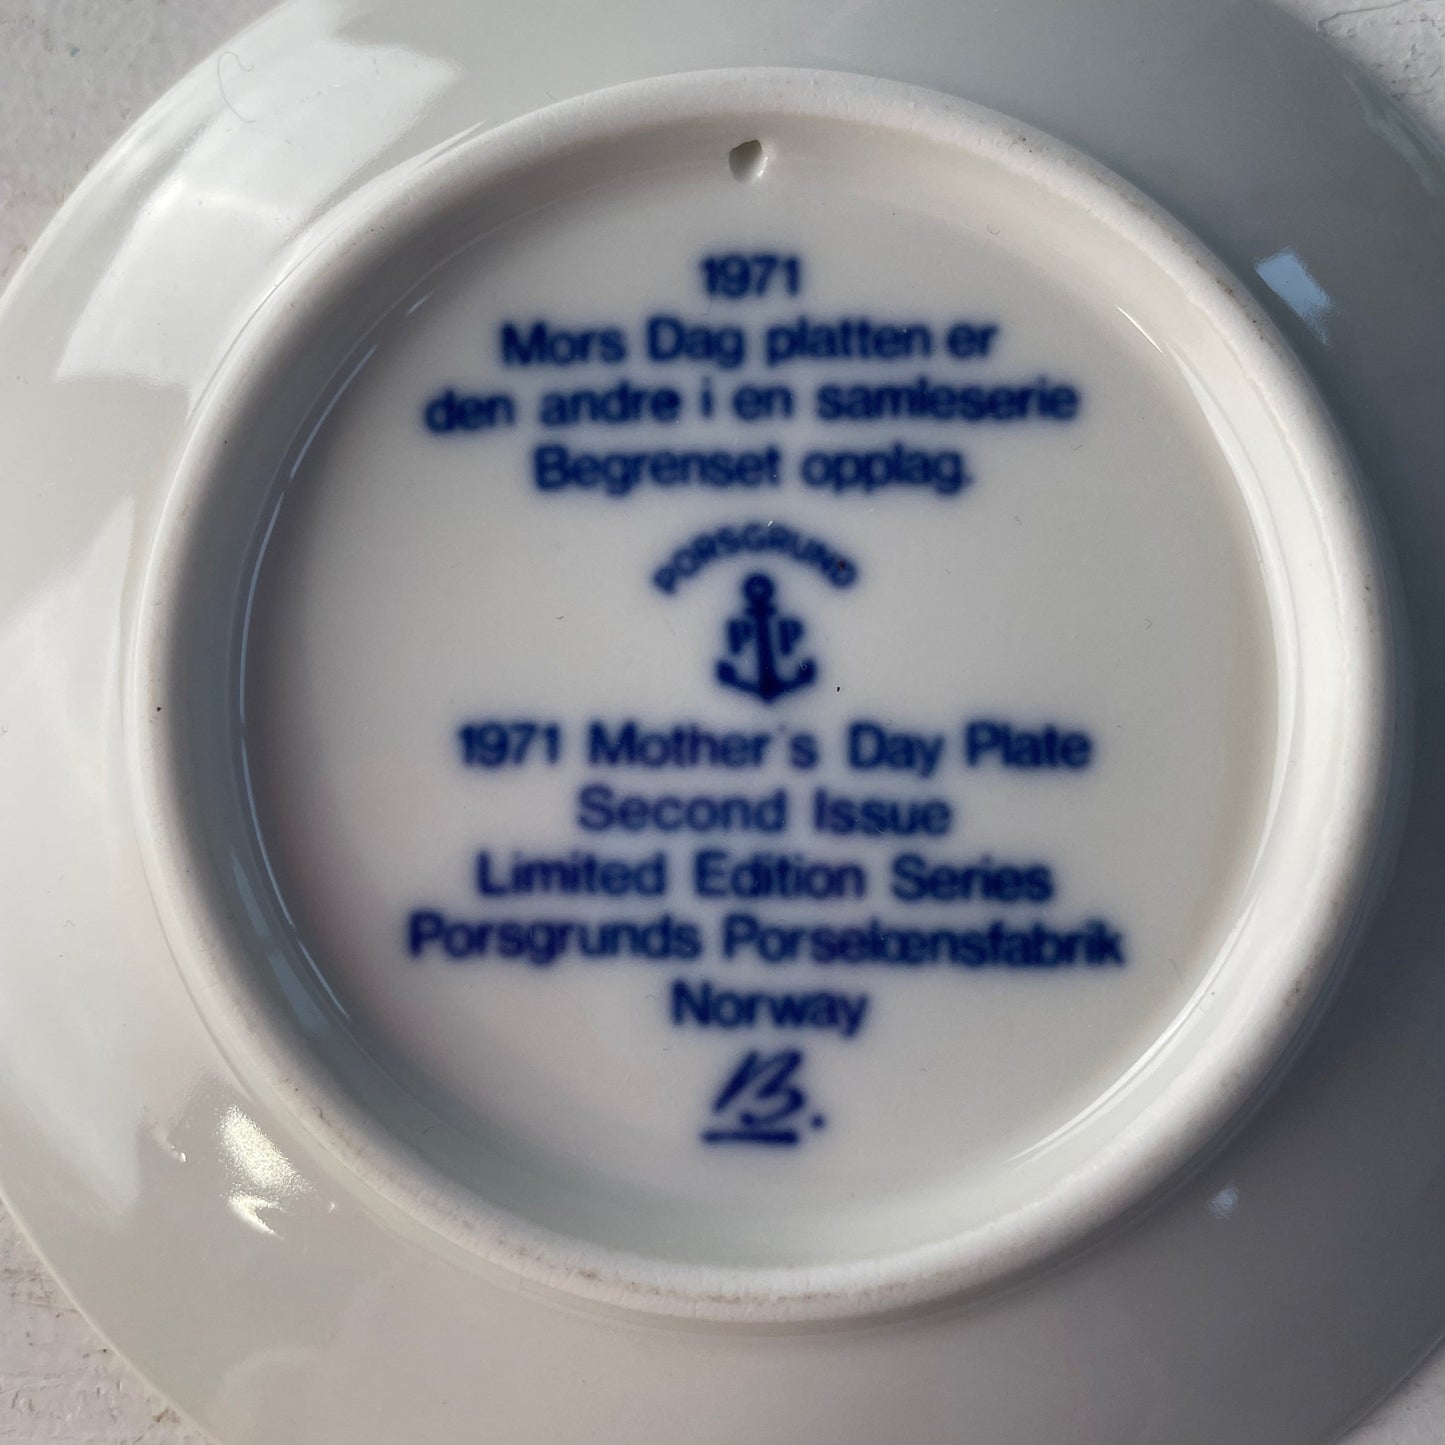 1971
Mors Dag platten er
den andre i en samleserie
Begrenset opplag.
PORSGRUND
P P
1971 Mother's Day Plate
Second Issue
Limited Edition Series
Porsgrunds Porselænsfabrik
Norway
B.